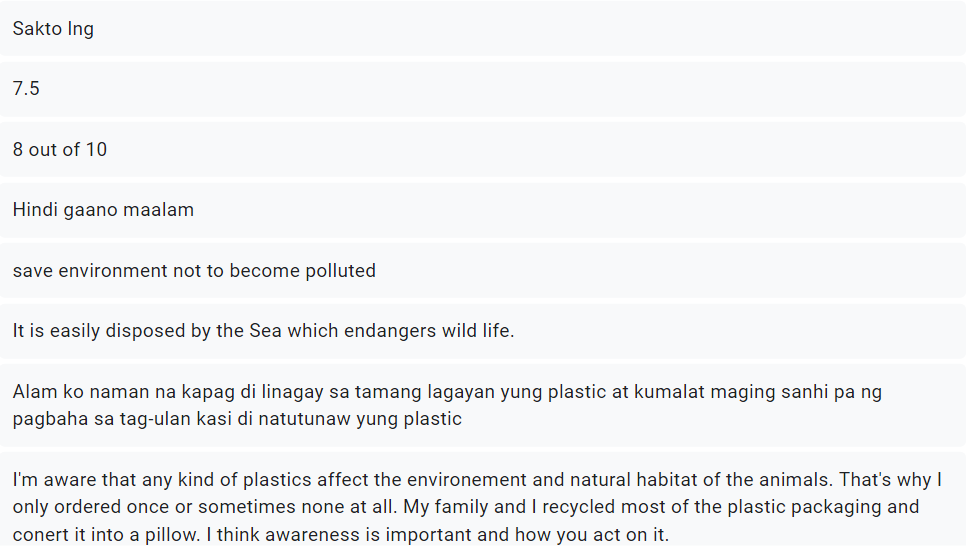 Sakto lng
7.5
8 out of 10
Hindi gaano maalam
save environment not to become polluted
It is easily disposed by the Sea which endangers wild life.
Alam ko naman na kapag di linagay sa tamang lagayan yung plastic at kumalat maging sanhi pa ng
pagbaha sa tag-ulan kasi di natutunaw yung plastic
I'm aware that any kind of plastics affect the environement and natural habitat of the animals. That's why I
only ordered once or sometimes none at all. My family and I recycled most of the plastic packaging and
conert it into a pillow. I think awareness is important and how you act on it.